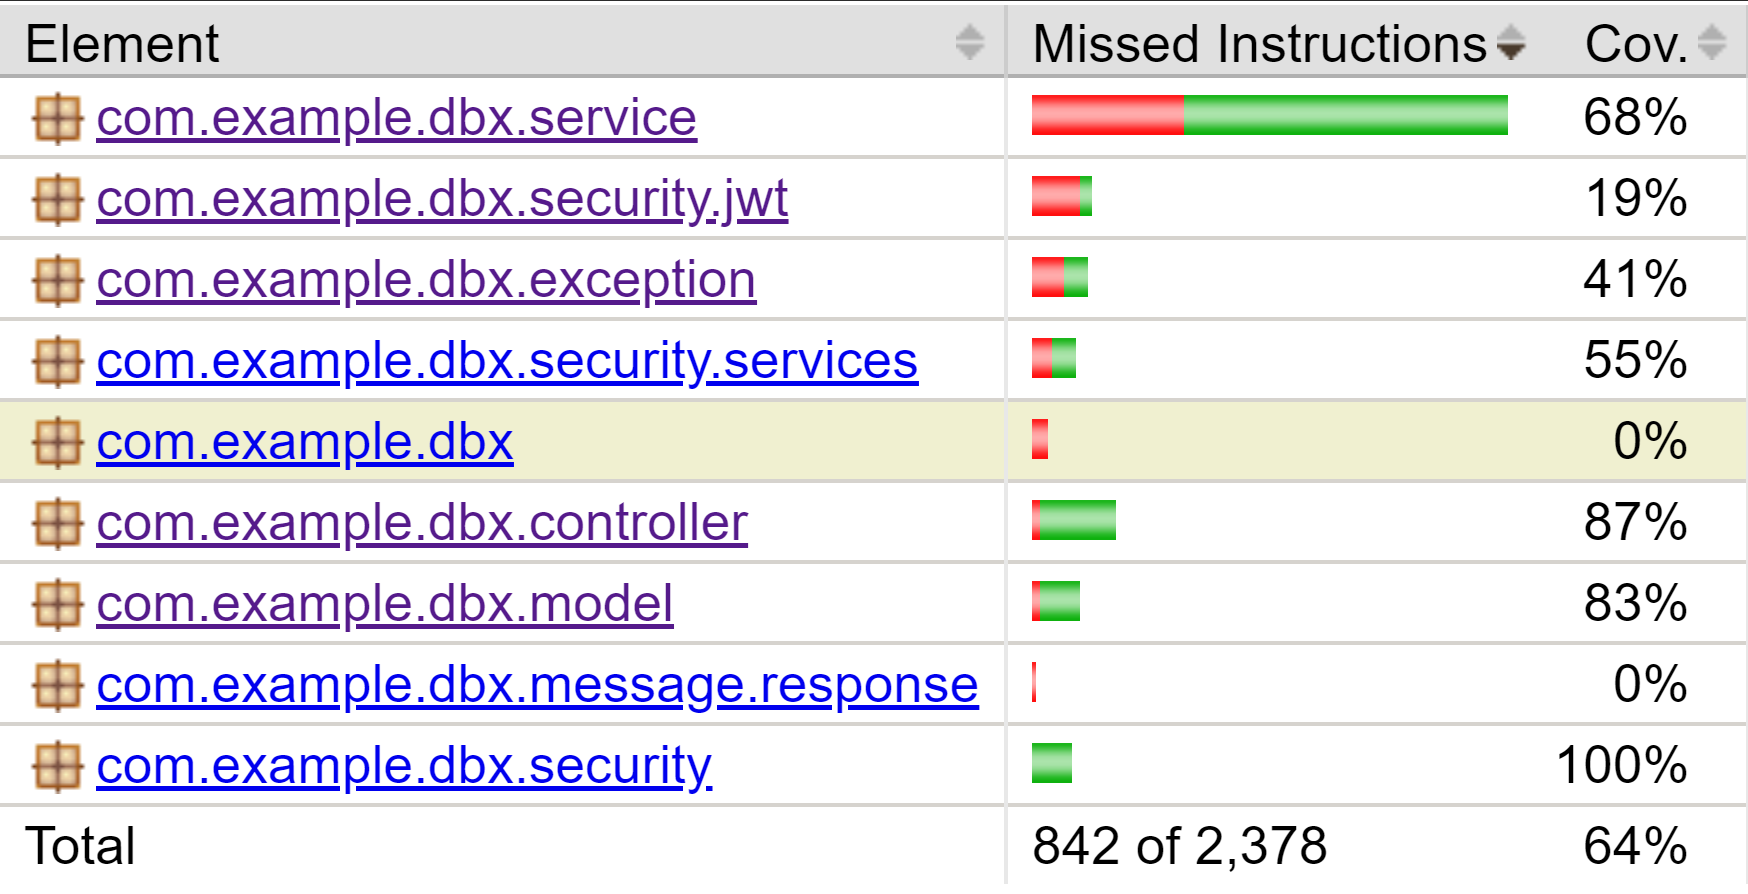 Element Missed Instructions Cov.
com.example.dbx.service 68%
com.example.dbx.security.jwt 19%
com.example.dbx.exception 41%
com.example.dbx.security.services 55%
com.example.dbx 0%
com.example.dbx.controller 87%
com.example.dbx.model 83%
com.example.dbx.message.response 0%
com.example.dbx.security 100%
Total 842 of 2,378 64%